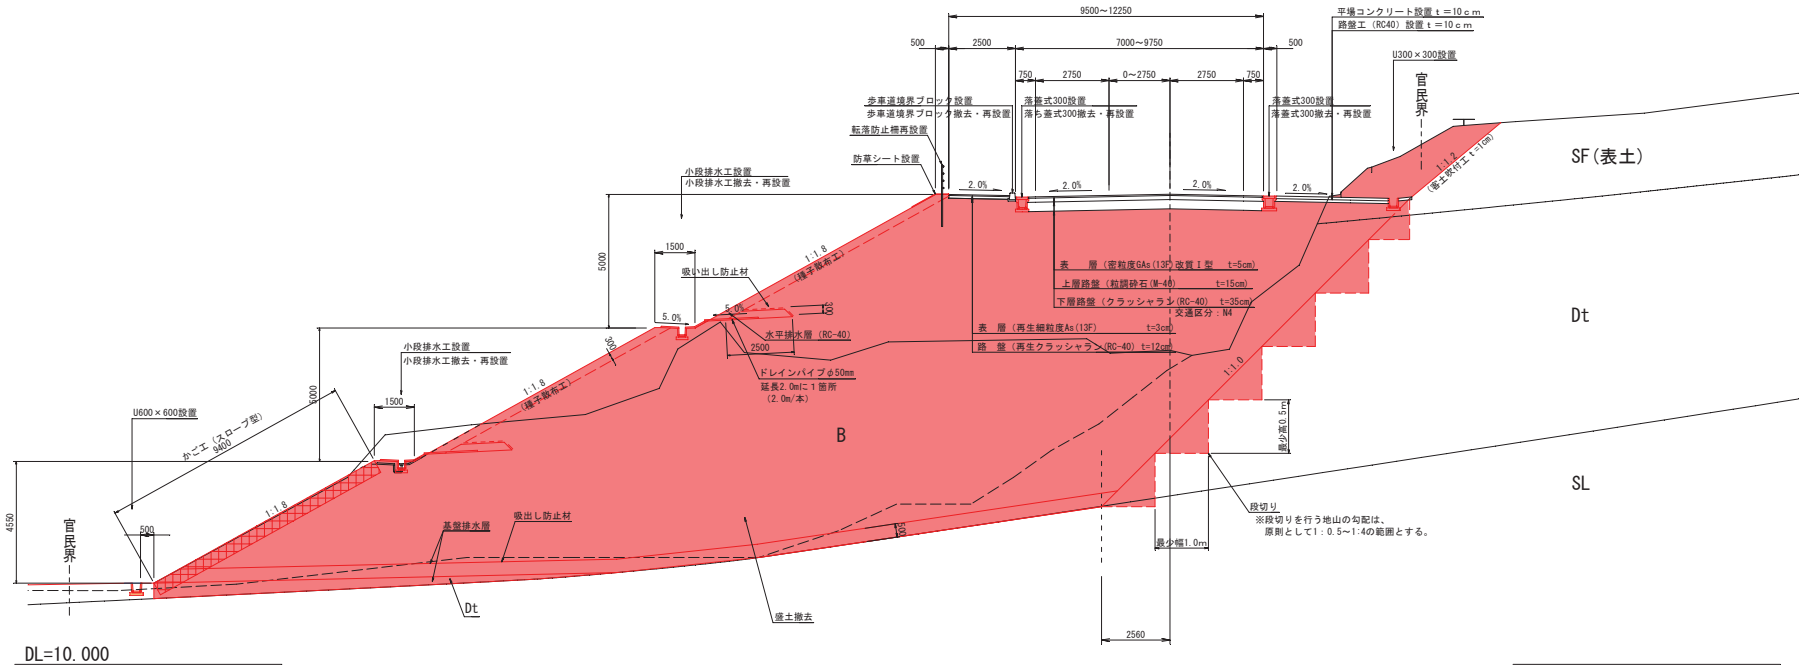 9500~12250
平場コンクリート設置t=10cm
路盤工(RC40)設置t=10cm
500
2500
7000~9750
500
U300×300設置
官民界
750
2750
0~2750
2750
750
歩車道境界ブロック設置
歩車道境界ブロック撤去・再設置
落蓋式300設置
落ち蓋式300撤去・再設置
落蓋式300設置
落蓋式300撤去・再設置
転落防止柵再設置
防草シート設置
1:1.2
(客土吹付工t=1cm)
SF(表土)
小段排水工設置
小段排水工撤去・再設置
2.0%
2.0%
2.0%
2.0%
5000
1500
1:1.8
(種子散布工)
吸い出し防止材
表 層(密粒度GAs(13F)改質Ⅰ型 t=5cm)
上層路盤(粒調砕石(M-40) t=15cm)
下層路盤(クラッシャラン(RC-40) t=35cm)
交通区分:N4
5.0%
5.0%
300
水平排水層(RC-40)
表 層(再生細粒度As(13F) t=3cm)
路 盤(再生クラッシャラン(RC-40) t=12cm)
Dt
300
2500
小段排水工設置
小段排水工撤去・再設置
ドレインパイプφ50mm
延長2.0mに1箇所
(2.0m/本)
1:1.0
5000
1:1.8
(種子散布工)
1500
U600×600設置
かご工(スロープ型)
9400
B
最少高0.5m
4550
1:1.8
SL
段切り
※段切りを行う地山の勾配は、
原則として1:0.5~1:4の範囲とする。
官民界
500
基盤排水層
吸出し防止材
500
最少幅1.0m
Dt
盛土撤去
2560
DL=10.000